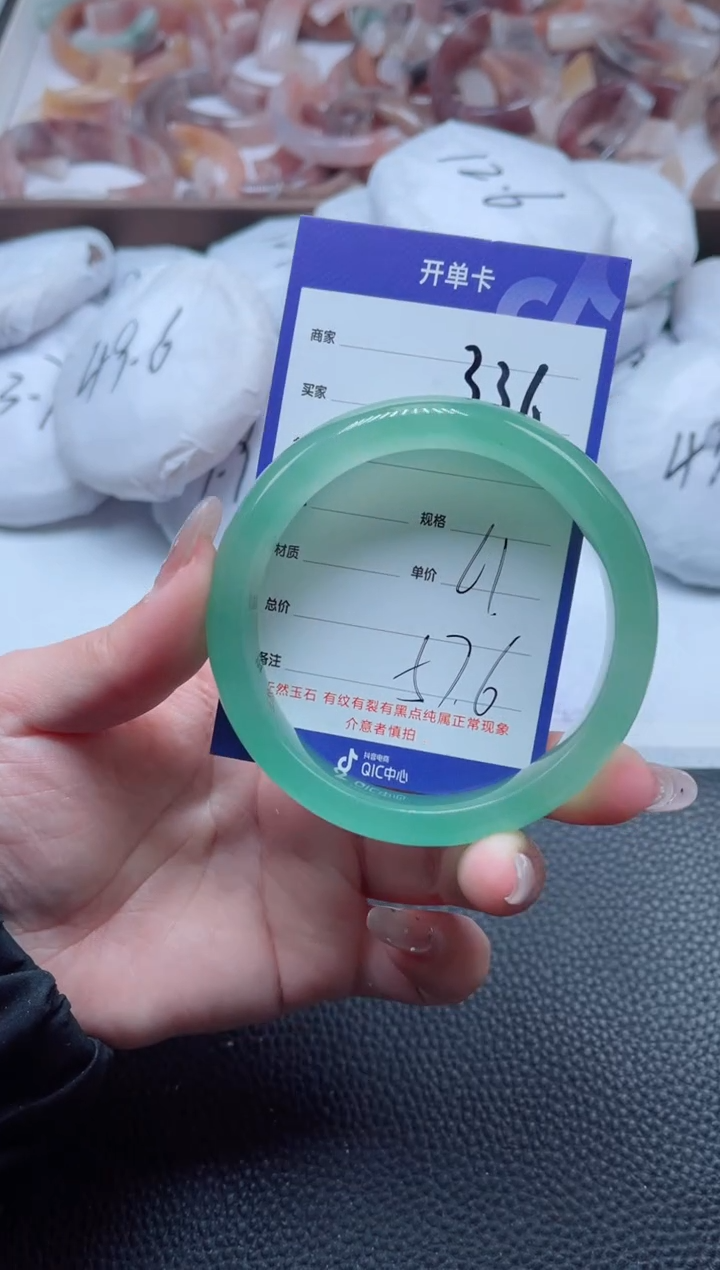 12.6
49.6
开单卡
商家
336
买家
规格
材质
单价 61.
总价
备注 57.6
天然玉石 有纹有裂有黑点纯属正常现象
介意者慎拍
抖音电商
QIC中心